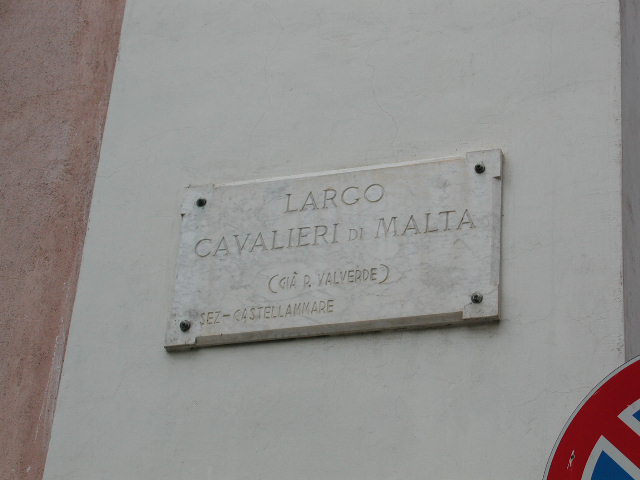 LARGO
CAVALIERI DI MALTA
(GIÀ P. VALVERDE)
SEZ-CASTELLAMMARE